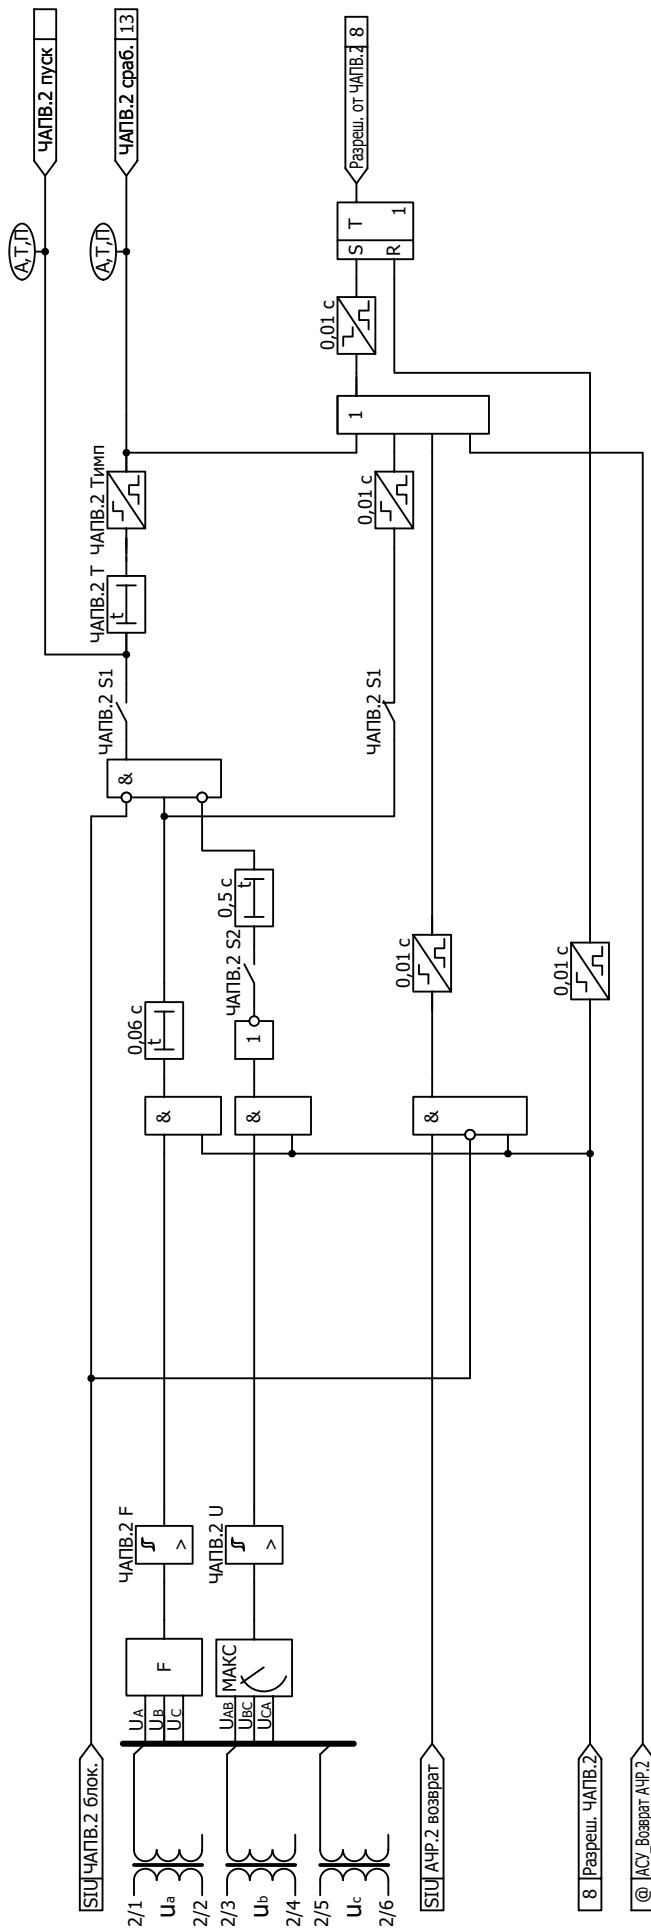 SIU ЧАПВ.2 блок.
2/1
uа
2/2
2/3
ub
2/4
2/5
uс
2/6
UA
UB
UC
UAB
UBC
UCA
F
МАКС
ЧАПВ.2 F
>
ЧАПВ.2 U
>
SIU АЧР.2 возврат
8 Разреш. ЧАПВ.2
@ АСУ_Возврат АЧР.2
&
&
&
0,06 с
t
1
ЧАПВ.2 S2
0,5 с
t
0,01 с
0,01 с
&
ЧАПВ.2 S1
ЧАПВ.2 S1
ЧАПВ.2 T
t
ЧАПВ.2 Tимп
0,01 с
1
0,01 с
S T
R 1
А,Т,П
А,Т,П
ЧАПВ.2 пуск
ЧАПВ.2 сраб. 13
Разреш. от ЧАПВ.2 8